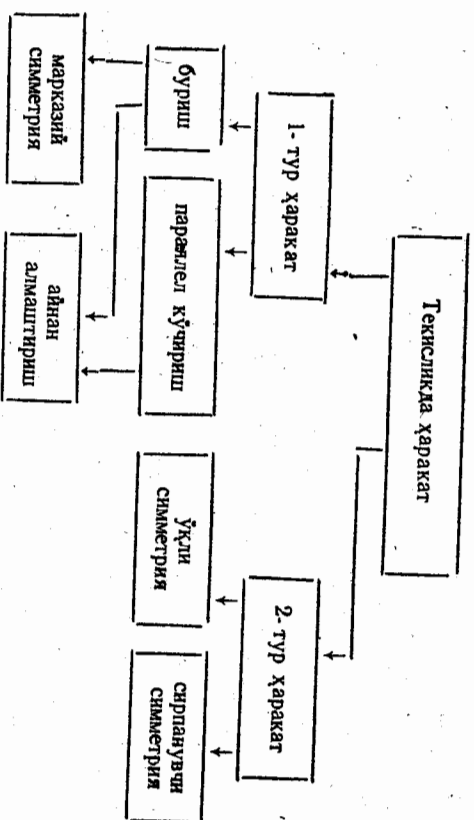 Текисликда ҳаракат
1- тур ҳаракат
2- тур ҳаракат
буриш
параллел кўчириш
ўқли
симметрия
сирпанувчи
симметрия
марказий
симметрия
айнан
алмаштириш